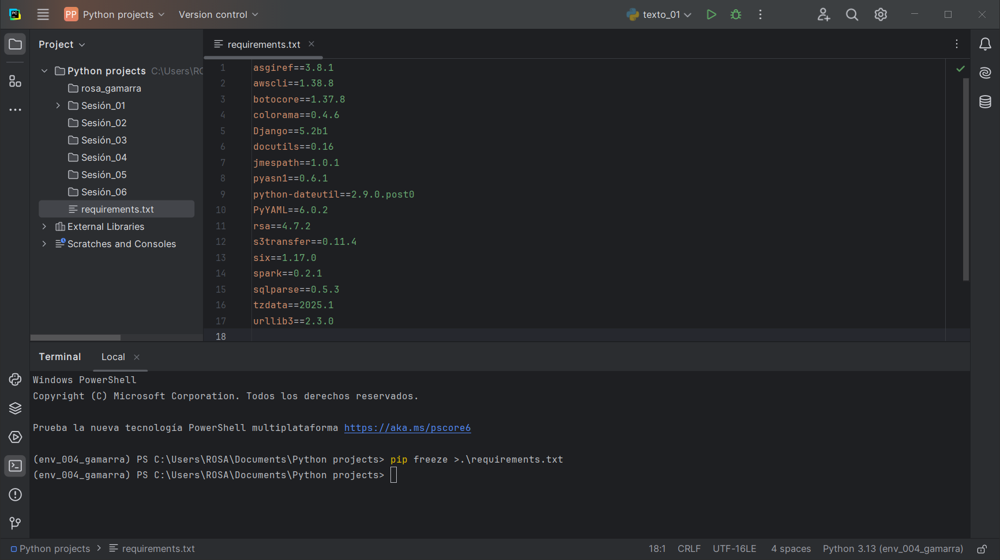 PC
PP Python projects
Version control
texto_01
Project
requirements.txt
Python projects C:\Users\RO
rosa_gamarra
Sesión_01
Sesión_02
Sesión_03
Sesión_04
Sesión_05
Sesión_06
requirements.txt
External Libraries
Scratches and Consoles
1 asgiref==3.8.1
2 awscli==1.38.8
3 botocore==1.37.8
4 colorama==0.4.6
5 Django==5.2b1
6 docutils==0.16
7 jmespath==1.0.1
8 pyasn1==0.6.1
9 python-dateutil==2.9.0.post0
10 PyYAML==6.0.2
11 rsa==4.7.2
12 s3transfer==0.11.4
13 six==1.17.0
14 spark==0.2.1
15 sqlparse==0.5.3
16 tzdata==2025.1
17 urllib3==2.3.0
18
Terminal Local
Windows PowerShell
Copyright (C) Microsoft Corporation. Todos los derechos reservados.
Prueba la nueva tecnología PowerShell multiplataforma https://aka.ms/pscore6
(env_004_gamarra) PS C:\Users\ROSA\Documents\Python projects> pip freeze >.\requirements.txt
(env_004_gamarra) PS C:\Users\ROSA\Documents\Python projects>
Python projects > requirements.txt
18:1 CRLF UTF-16LE 4 spaces Python 3.13 (env_004_gamarra)